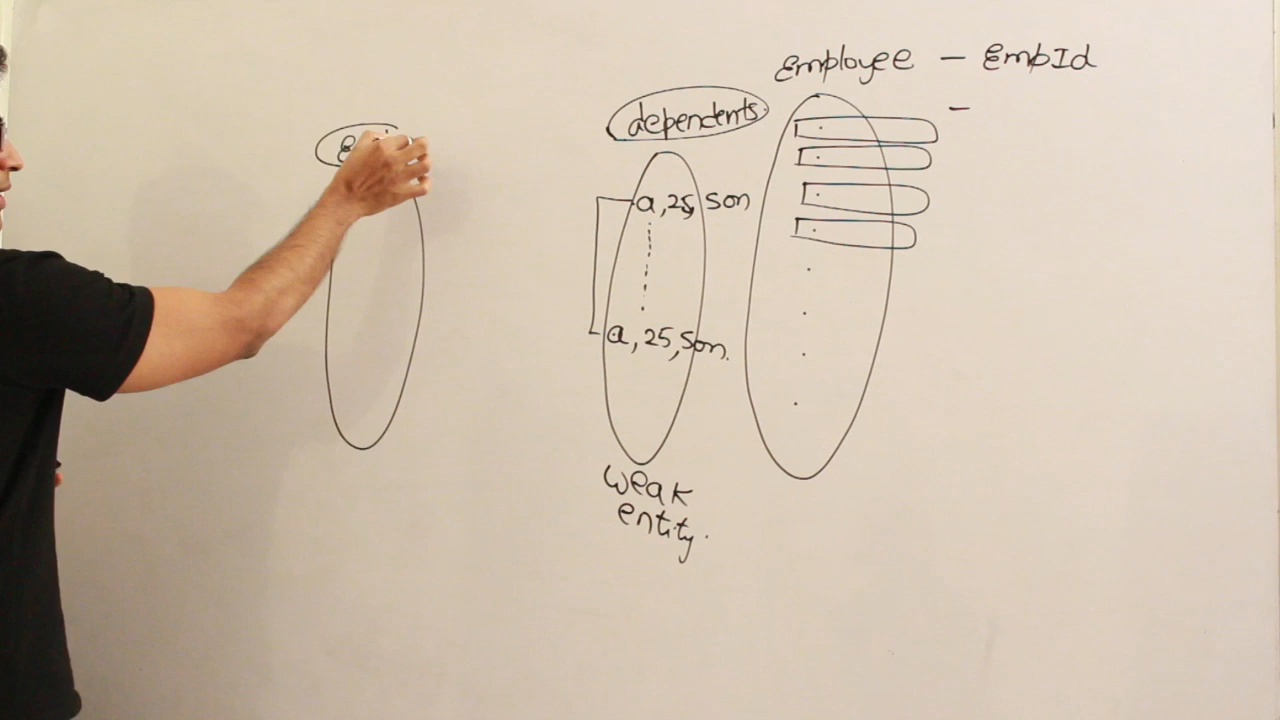 Employee - EmpId
-
dependents.
a, 25, son
a, 25, son.
weak
entity.